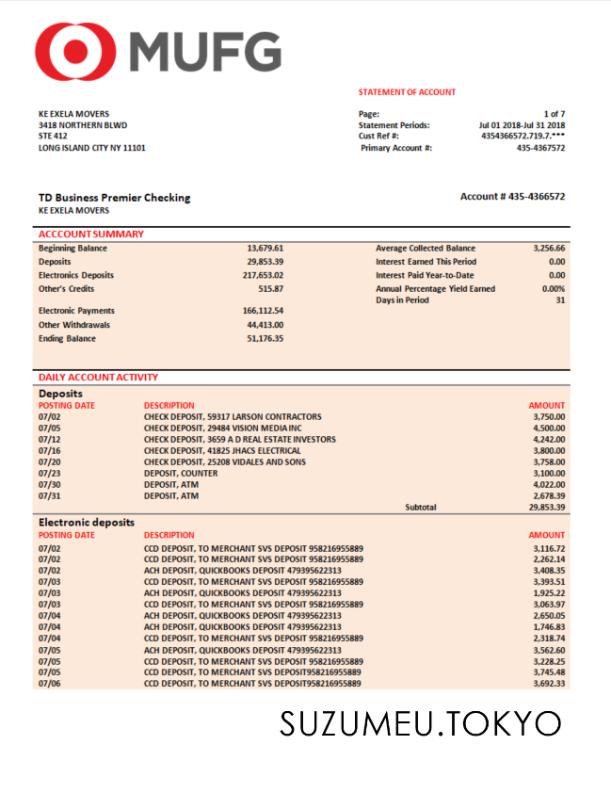 MUFG
STATEMENT OF ACCOUNT
KE EXELA MOVERS
3418 NORTHERN BLWD
STE 412
LONG ISLAND CITY NY 11101
Page: 1 of 7
Statement Periods: Jul 01 2018-Jul 31 2018
Cust Ref #: 4354366572.719.7.***
Primary Account #: 435-4367572
TD Business Premier Checking
KE EXELA MOVERS
Account # 435-4366572
ACCCOUNT SUMMARY
Beginning Balance 13,679.61 Average Collected Balance 3,256.66
Deposits 29,853.39 Interest Earned This Period 0.00
Electronics Deposits 217,653.02 Interest Paid Year-to-Date 0.00
Other's Credits 515.87 Annual Percentage Yield Earned 0.00%
Days in Period 31
Electronic Payments 166,112.54
Other Withdrawals 44,413.00
Ending Balance 51,176.35
DAILY ACCOUNT ACTIVITY
Deposits
POSTING DATE DESCRIPTION AMOUNT
07/02 CHECK DEPOSIT, 59317 LARSON CONTRACTORS 3,750.00
07/05 CHECK DEPOSIT, 29484 VISION MEDIA INC 4,500.00
07/12 CHECK DEPOSIT, 3659 A D REAL ESTATE INVESTORS 4,242.00
07/16 CHECK DEPOSIT, 41825 JHACS ELECTRICAL 3,800.00
07/20 CHECK DEPOSIT, 25208 VIDALES AND SONS 3,758.00
07/23 DEPOSIT, COUNTER 3,100.00
07/30 DEPOSIT, ATM 4,022.00
07/31 DEPOSIT, ATM 2,678.39
Subtotal 29,853.39
Electronic deposits
POSTING DATE DESCRIPTION AMOUNT
07/02 CCD DEPOSIT, TO MERCHANT SVS DEPOSIT 958216955889 3,116.72
07/02 CCD DEPOSIT, TO MERCHANT SVS DEPOSIT 958216955889 2,262.14
07/02 ACH DEPOSIT, QUICKBOOKS DEPOSIT 479395622313 3,408.35
07/03 CCD DEPOSIT, TO MERCHANT SVS DEPOSIT 958216955889 3,393.51
07/03 ACH DEPOSIT, QUICKBOOKS DEPOSIT 479395622313 1,925.22
07/03 CCD DEPOSIT, TO MERCHANT SVS DEPOSIT 958216955889 3,063.97
07/04 ACH DEPOSIT, QUICKBOOKS DEPOSIT 479395622313 2,650.05
07/04 ACH DEPOSIT, QUICKBOOKS DEPOSIT 479395622313 1,746.83
07/04 CCD DEPOSIT, TO MERCHANT SVS DEPOSIT 958216955889 2,318.74
07/05 ACH DEPOSIT, QUICKBOOKS DEPOSIT 479395622313 3,562.60
07/05 CCD DEPOSIT, TO MERCHANT SVS DEPOSIT 958216955889 3,228.25
07/05 CCD DEPOSIT, TO MERCHANT SVS DEPOSIT958216955889 3,745.48
07/06 CCD DEPOSIT, TO MERCHANT SVS DEPOSIT958216955889 3,692.33
SUZUMEU.TOKYO